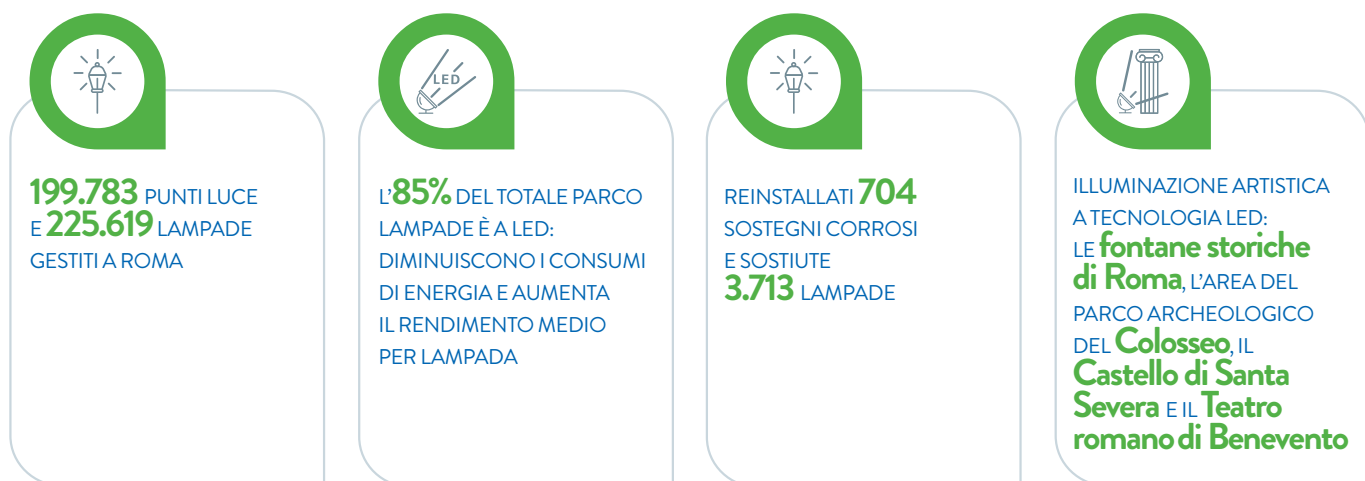 199.783 PUNTI LUCE
E 225.619 LAMPADE
GESTITI A ROMA
LED
L'85% DEL TOTALE PARCO
LAMPADE È A LED:
DIMINUISCONO I CONSUMI
DI ENERGIA E AUMENTA
IL RENDIMENTO MEDIO
PER LAMPADA
REINSTALLATI 704
SOSTEGNI CORROSI
E SOSTIUTE
3.713 LAMPADE
ILLUMINAZIONE ARTISTICA
A TECNOLOGIA LED:
LE fontane storiche
di Roma, L'AREA DEL
PARCO ARCHEOLOGICO
DEL Colosseo, IL
Castello di Santa
Severa E IL Teatro
romano di Benevento